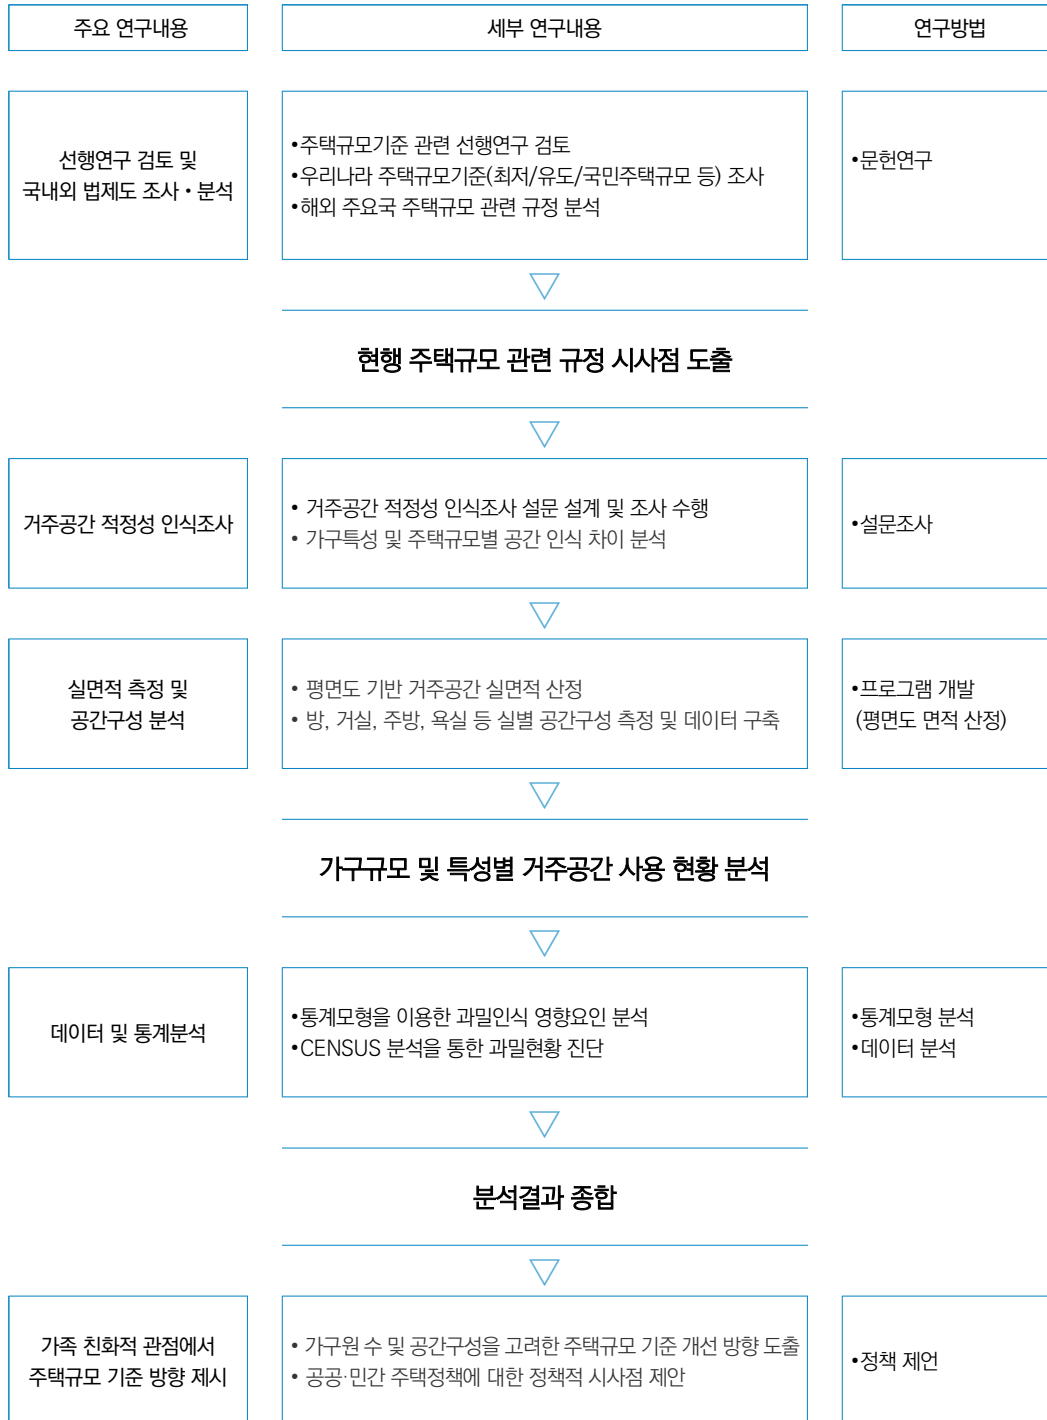 주요 연구내용
세부 연구내용
연구방법
선행연구 검토 및
국내외 법제도 조사・분석
•주택규모기준 관련 선행연구 검토
•우리나라 주택규모기준(최저/유도/국민주택규모 등) 조사
•해외 주요국 주택규모 관련 규정 분석
•문헌연구
현행 주택규모 관련 규정 시사점 도출
거주공간 적정성 인식조사
• 거주공간 적정성 인식조사 설문 설계 및 조사 수행
• 가구특성 및 주택규모별 공간 인식 차이 분석
•설문조사
실면적 측정 및
공간구성 분석
• 평면도 기반 거주공간 실면적 산정
• 방, 거실, 주방, 욕실 등 실별 공간구성 측정 및 데이터 구축
•프로그램 개발
(평면도 면적 산정)
가구규모 및 특성별 거주공간 사용 현황 분석
데이터 및 통계분석
•통계모형을 이용한 과밀인식 영향요인 분석
•CENSUS 분석을 통한 과밀현황 진단
•통계모형 분석
•데이터 분석
분석결과 종합
가족 친화적 관점에서
주택규모 기준 방향 제시
• 가구원 수 및 공간구성을 고려한 주택규모 기준 개선 방향 도출
• 공공·민간 주택정책에 대한 정책적 시사점 제안
•정책 제언